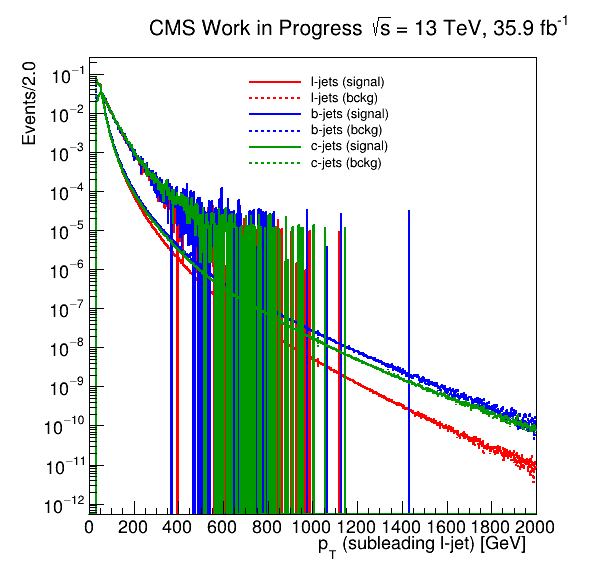 CMS Work in Progress √s = 13 TeV, 35.9 fb⁻¹
Events/2.0
l-jets (signal)
l-jets (bckg)
b-jets (signal)
b-jets (bckg)
c-jets (signal)
c-jets (bckg)
10⁻¹
10⁻²
10⁻³
10⁻⁴
10⁻⁵
10⁻⁶
10⁻⁷
10⁻⁸
10⁻⁹
10⁻¹⁰
10⁻¹¹
10⁻¹²
0 200 400 600 800 1000 1200 1400 1600 1800 2000
p_T (subleading l-jet) [GeV]